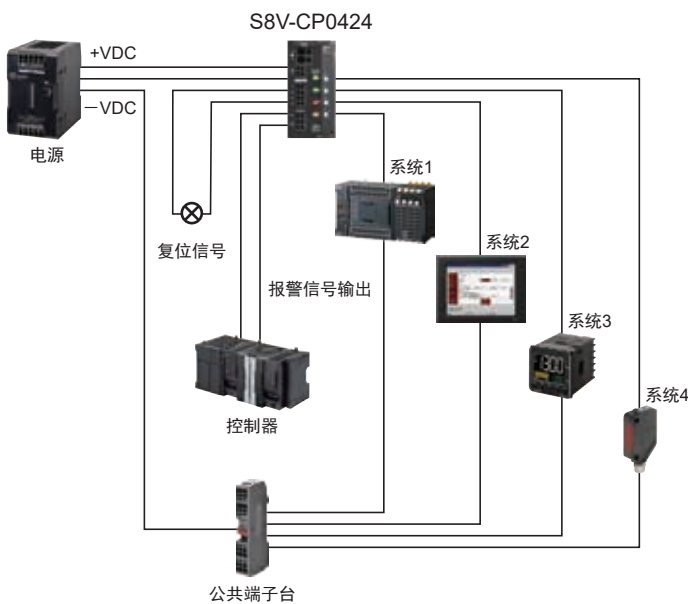 S8V-CP0424
+VDC
－VDC
电源
系统1
复位信号
系统2
报警信号输出
系统3
系统4
控制器
公共端子台